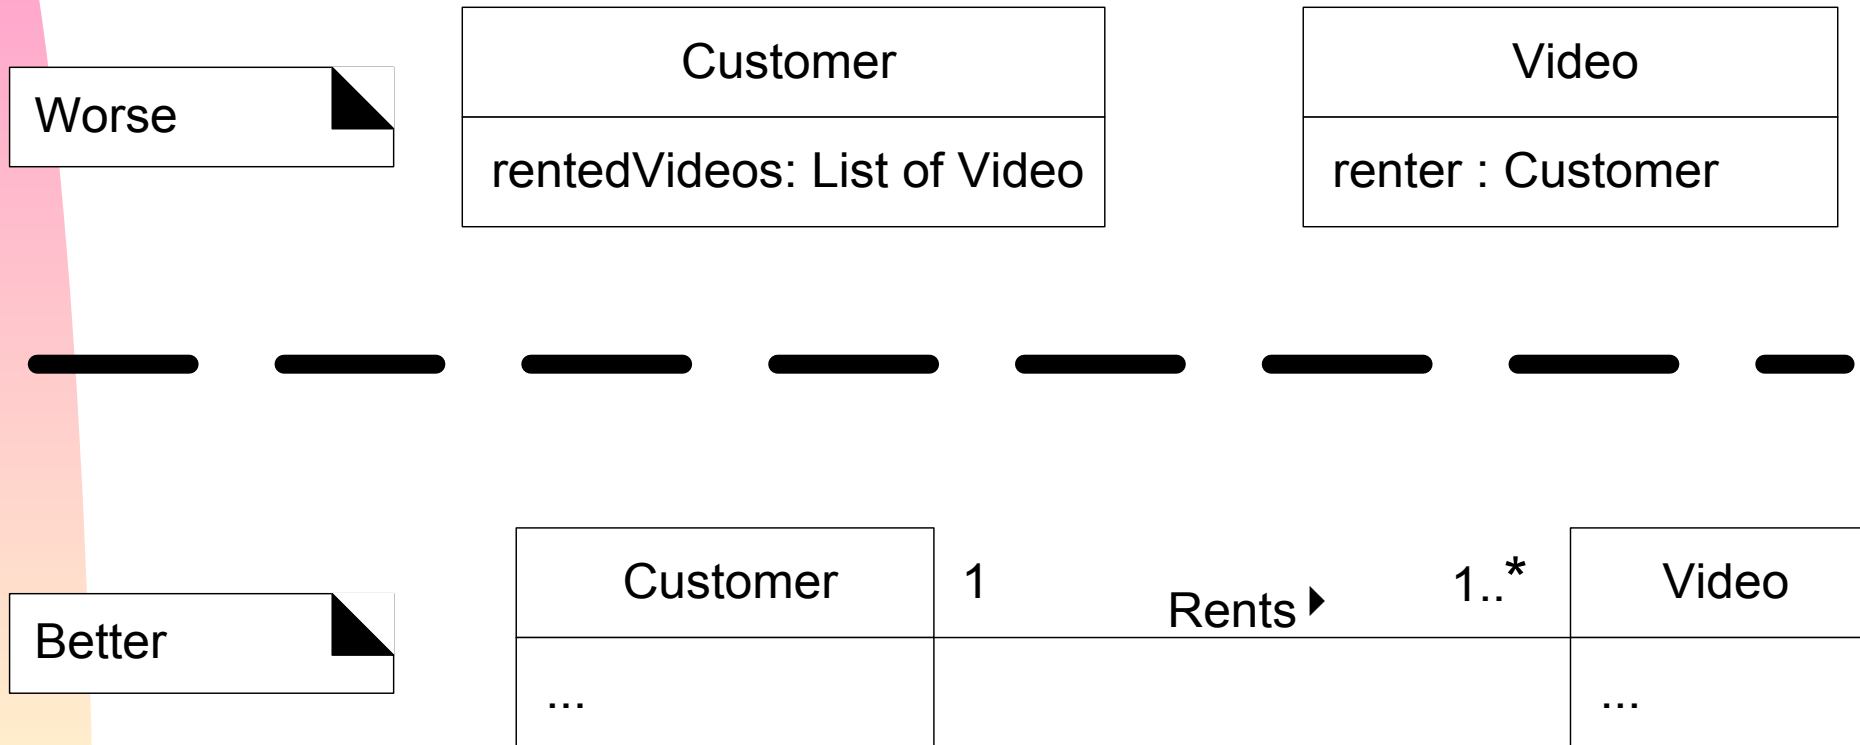 Worse
Customer
rentedVideos: List of Video
Video
renter : Customer
Better
Customer
...
1
Rents
1..*
Video
...